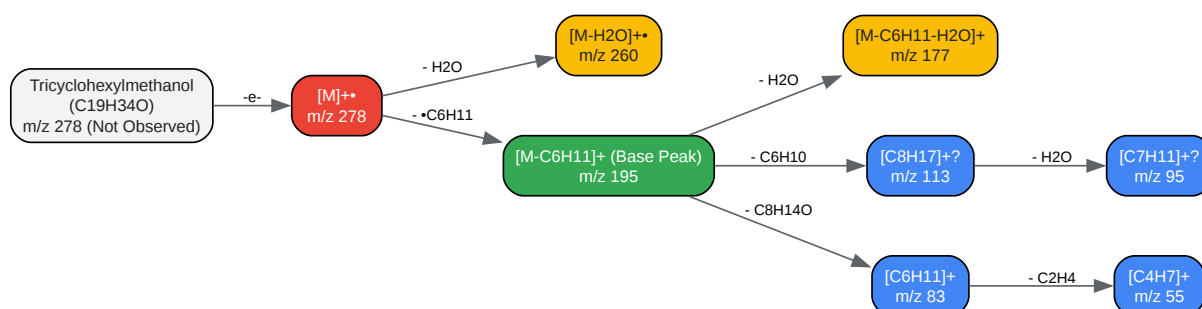 Tricyclohexylmethanol
(C19H34O)
m/z 278 (Not Observed)
-e-
[M]+•
m/z 278
- H2O
[M-H2O]+•
m/z 260
- •C6H11
[M-C6H11]+ (Base Peak)
m/z 195
- H2O
[M-C6H11-H2O]+
m/z 177
- C6H10
[C8H17]+?
m/z 113
- H2O
[C7H11]+?
m/z 95
- C8H14O
[C6H11]+
m/z 83
- C2H4
[C4H7]+
m/z 55